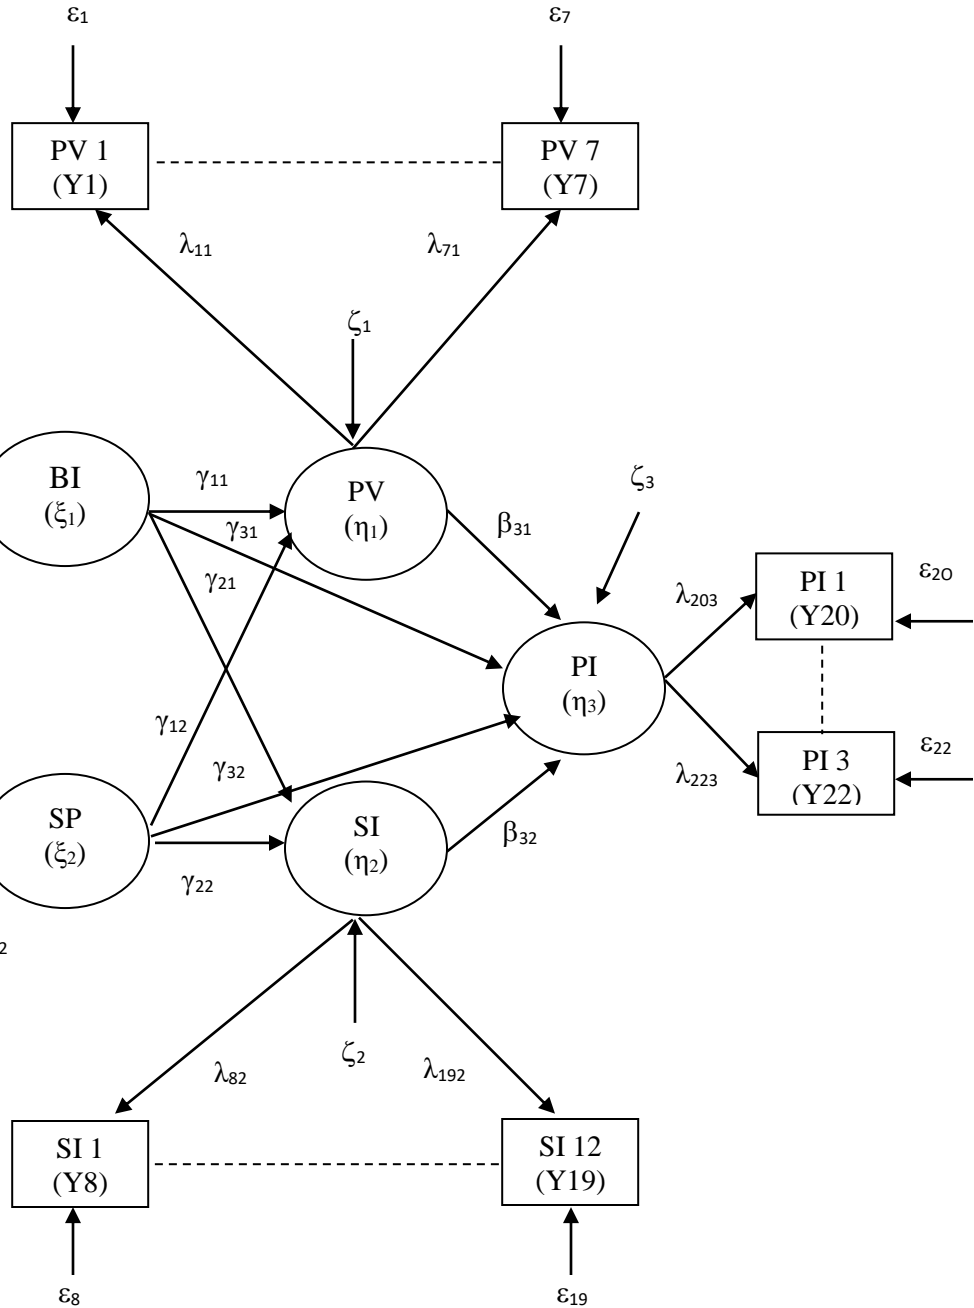 ε1 ε7
PV 1
(Y1)
PV 7
(Y7)
λ11 λ71
ζ1
BI
(ξ1)
γ11
PV
(η1)
ζ3
γ31
β31
γ21
λ203
PI 1
(Y20)
ε2O
PI
(η3)
γ12
γ32
λ223
PI 3
(Y22)
ε22
SP
(ξ2)
SI
(η2)
β32
γ22
2
ζ2
λ82 λ192
SI 1
(Y8)
SI 12
(Y19)
ε8 ε19